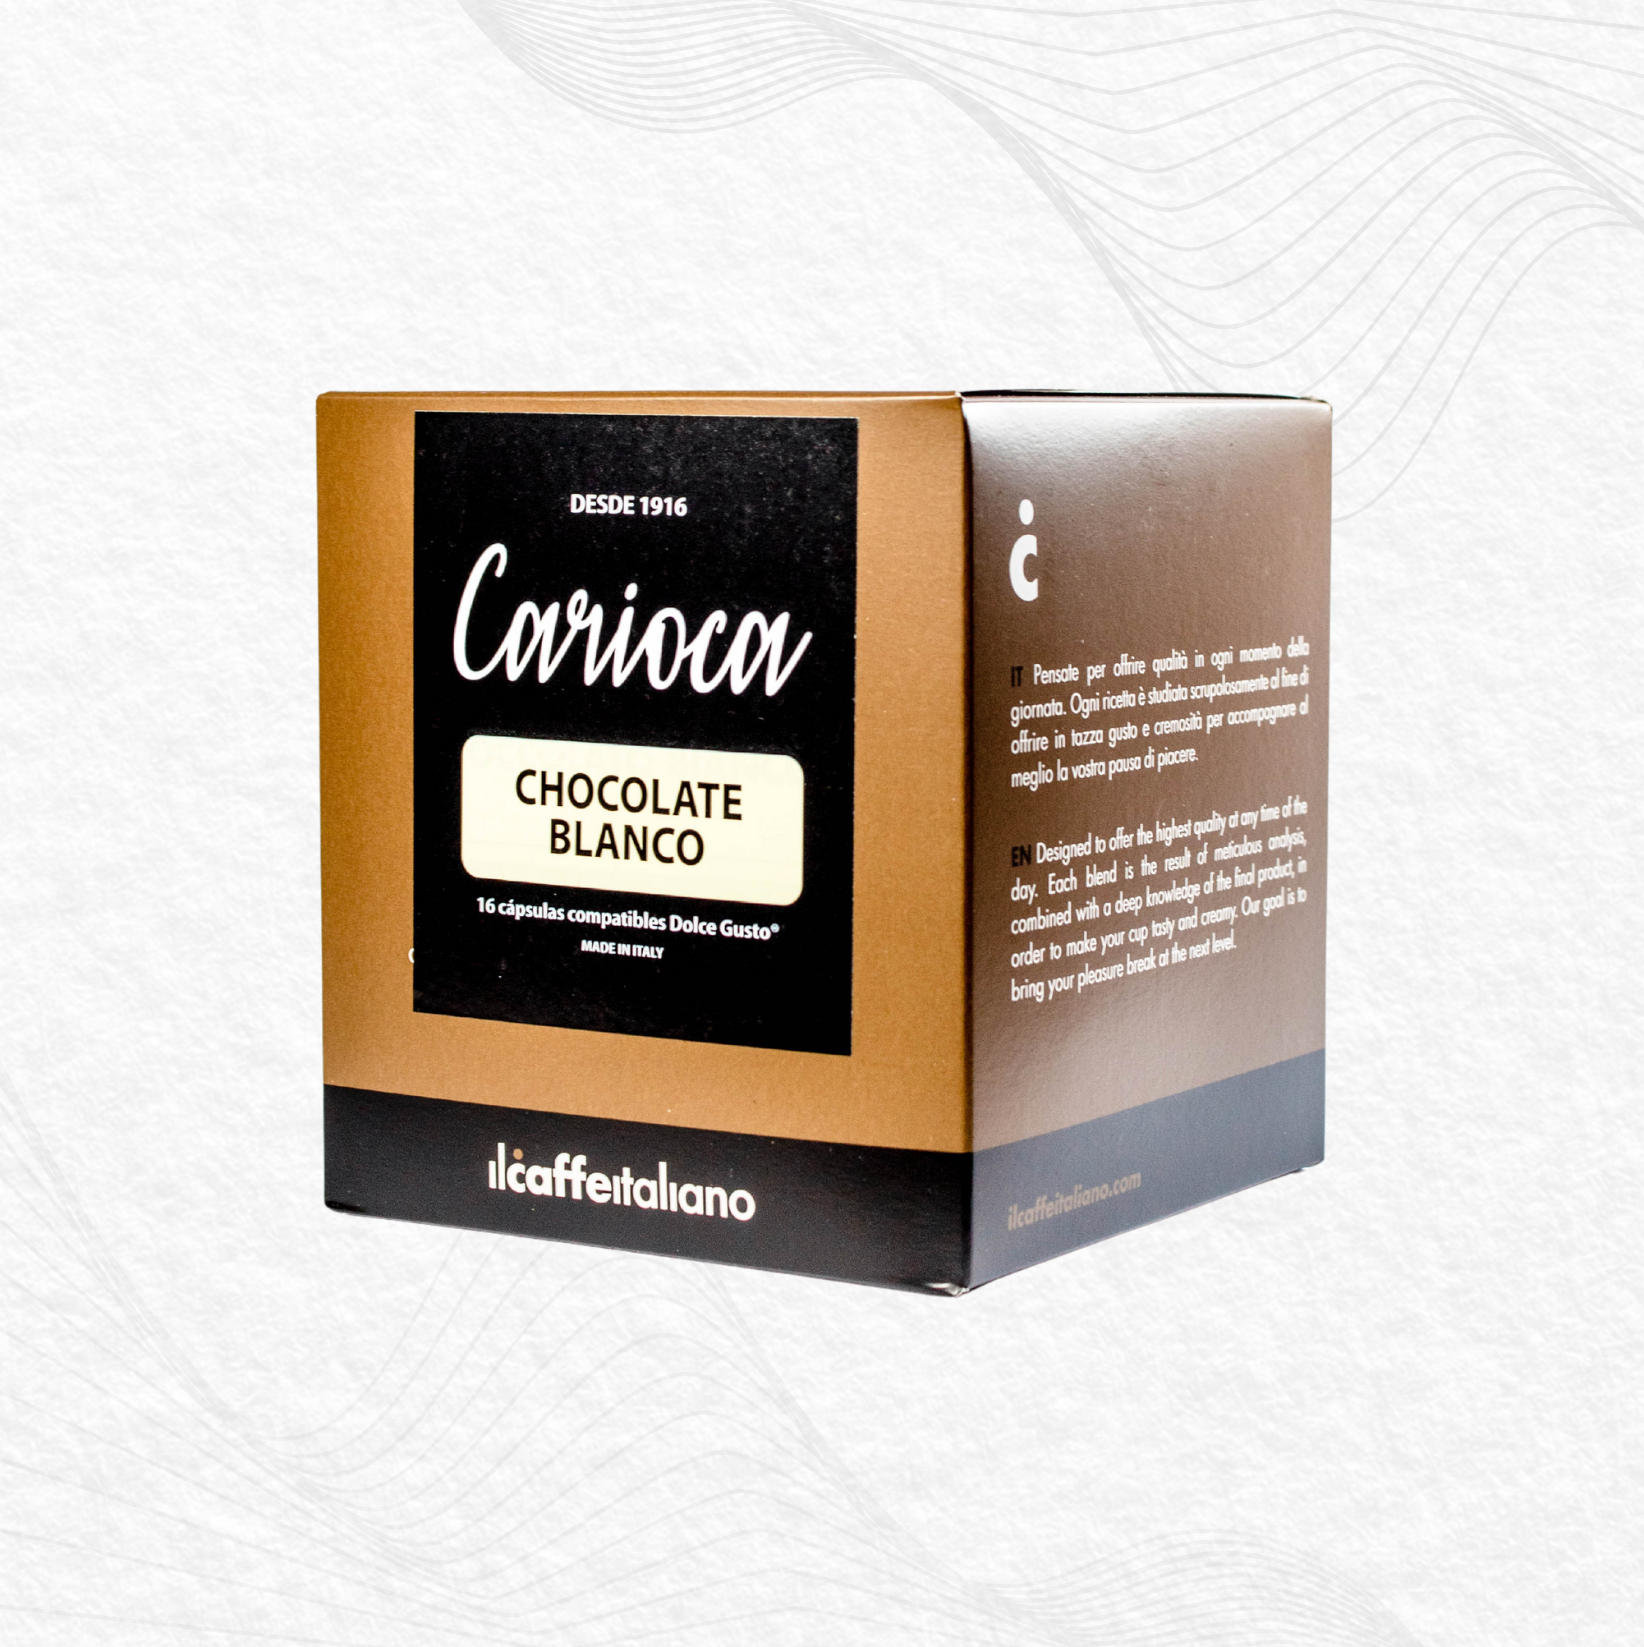 DESDE 1916
Carioca
CHOCOLATE
BLANCO
16 cápsulas compatibles Dolce Gusto®
MADE IN ITALY
ilcaffeitaliano
ċ
IT Pensate per offrire qualità in ogni momento della
giornata. Ogni ricetta è studiata scrupolosamente al fine di
offrire in tazza gusto e cremosità per accompagnare al
meglio la vostra pausa di piacere.
EN Designed to offer the highest quality at any time of the
day. Each blend is the result of meticulous analysis,
combined with a deep knowledge of the final product, in
order to make your cup tasty and creamy. Our goal is to
bring your pleasure break at the next level.
ilcaffeitaliano.com